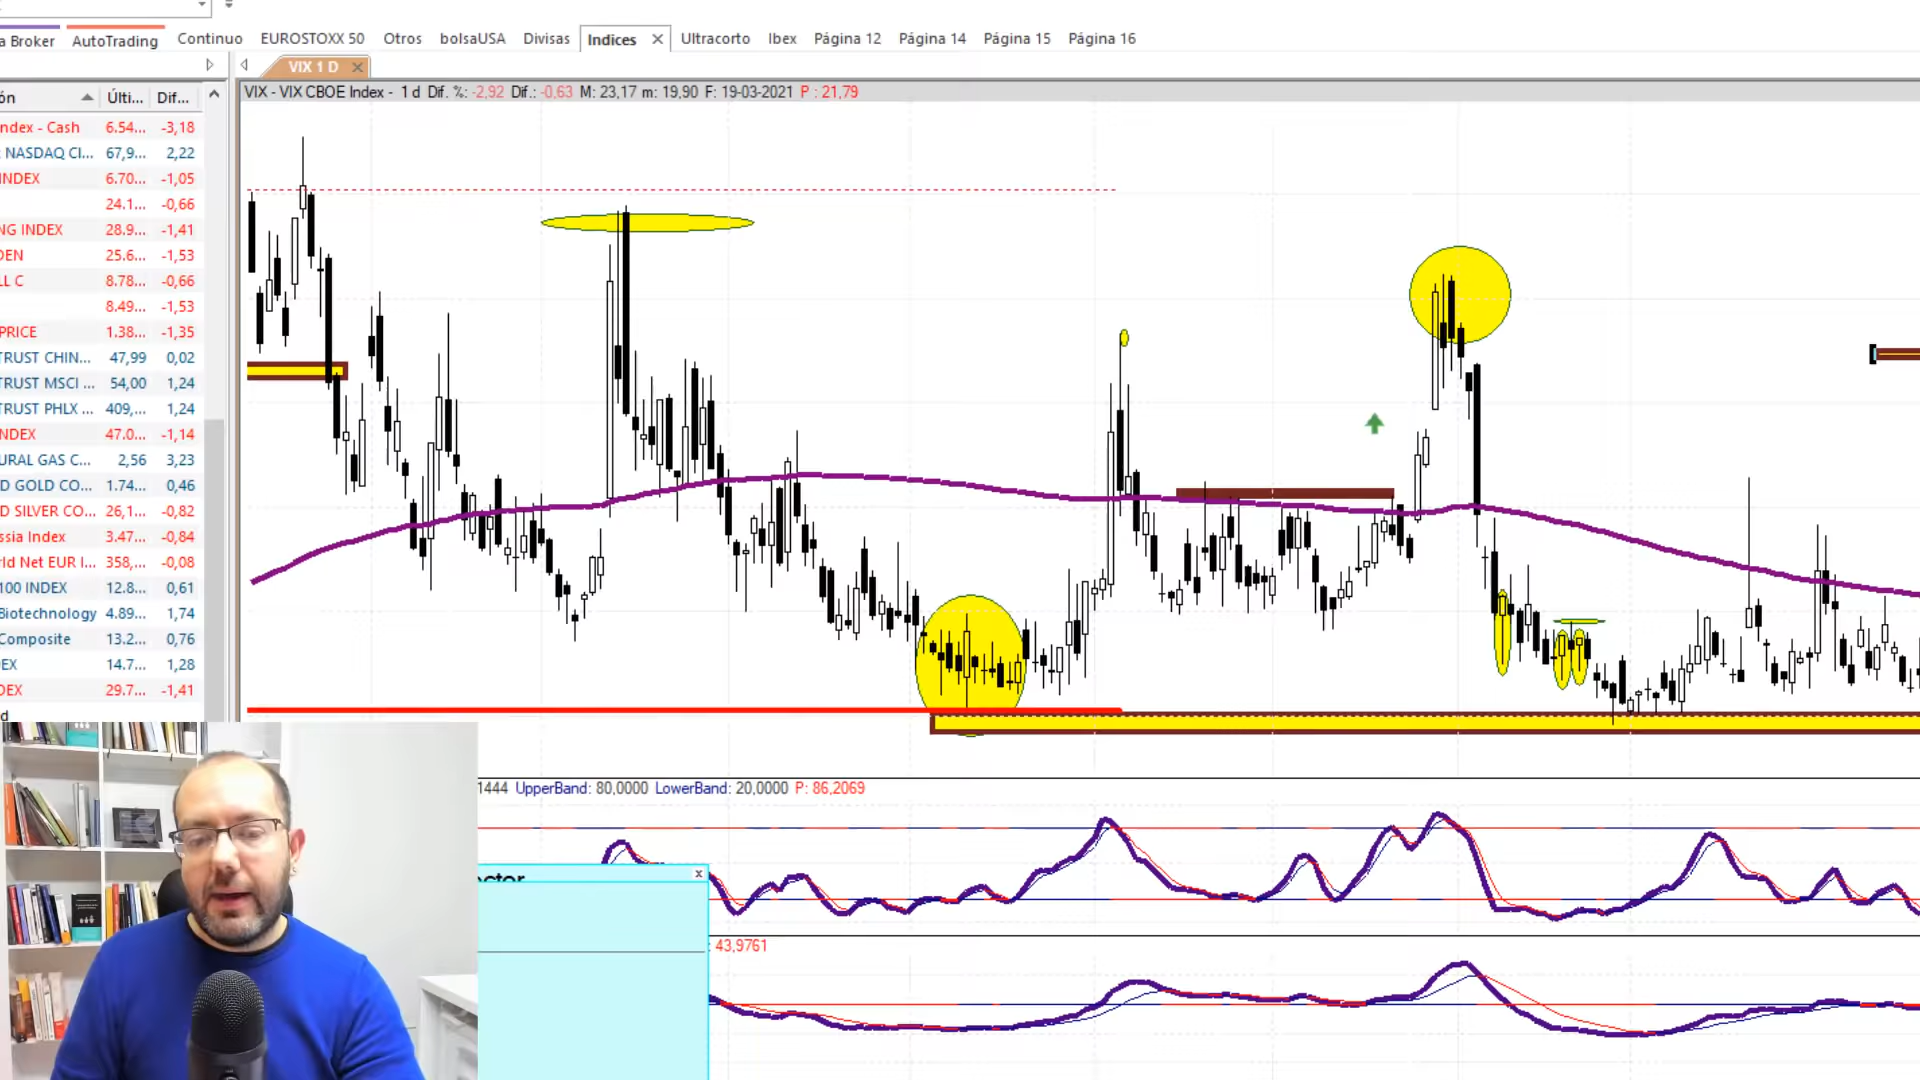 a Broker AutoTrading Continuo EUROSTOXX 50 Otros bolsaUSA Divisas Indices Ultracorto Ibex Página 12 Página 14 Página 15 Página 16
VIX 1 D
VIX - VIX CBOE Index - 1 d Dif. %: -2,92 Dif.: -0,63 M: 23,17 m: 19,90 F: 19-03-2021 P : 21,79
ón Últi... Dif...
ndex - Cash 6.54... -3,18
NASDAQ CI... 67,9... 2,22
INDEX 6.70... -1,05
24.1... -0,66
NG INDEX 28.9... -1,41
DEN 25.6... -1,53
LL C 8.78... -0,66
8.49... -1,53
PRICE 1.38... -1,35
TRUST CHIN... 47,99 0,02
TRUST MSCI ... 54,00 1,24
TRUST PHLX ... 409,... 1,24
NDEX 47.0... -1,14
URAL GAS C... 2,56 3,23
D GOLD CO... 1.74... 0,46
D SILVER CO... 26,1... -0,82
ssia Index 3.47... -0,84
rld Net EUR I... 358,... -0,08
100 INDEX 12.8... 0,61
Biotechnology 4.89... 1,74
Composite 13.2... 0,76
EX 14.7... 1,28
DEX 29.7... -1,41
d
1444 UpperBand: 80,0000 LowerBand: 20,0000 P: 86,2069
ector
: 43,9761